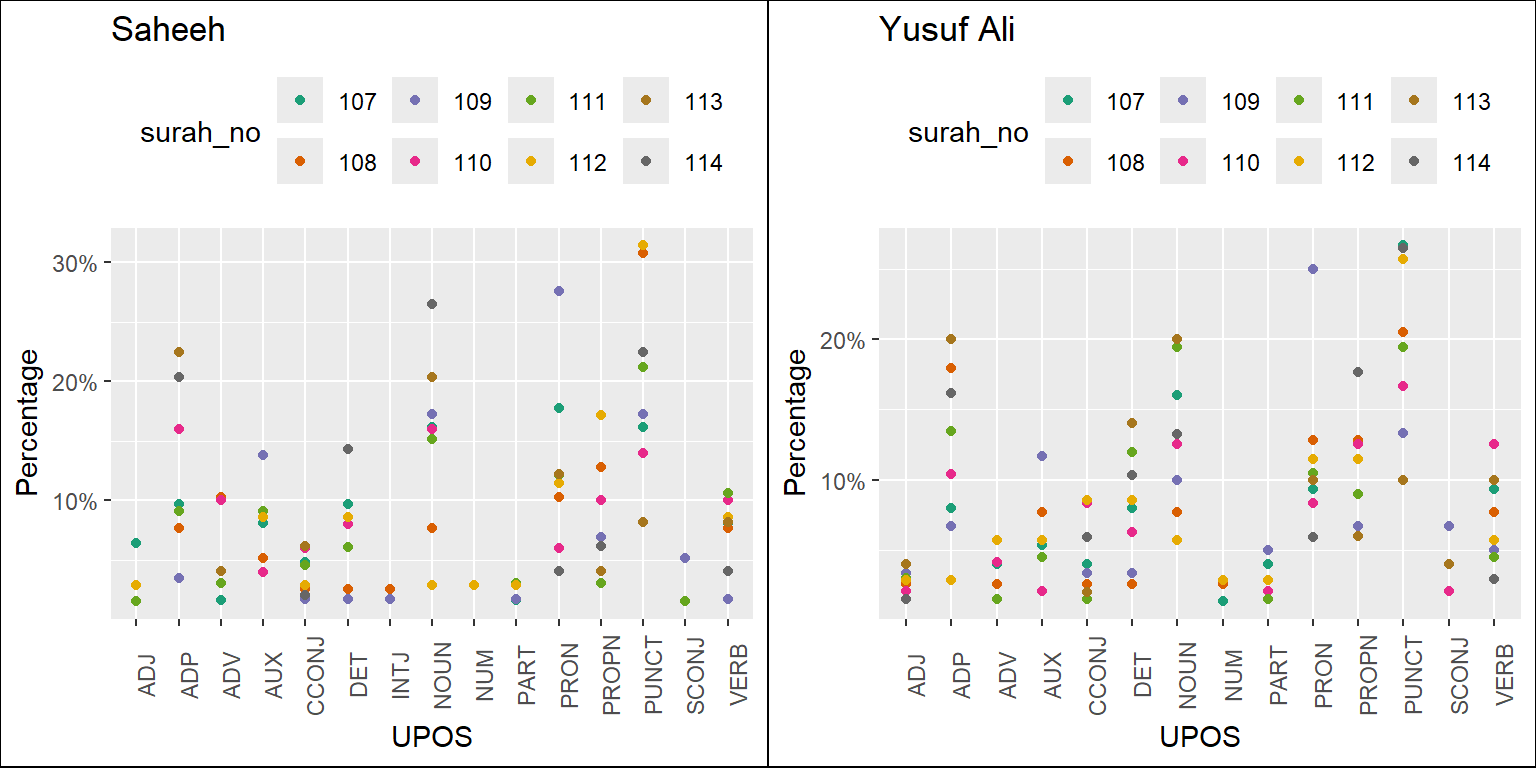 Saheeh
surah_no
107 109 111 113
108 110 112 114
Percentage
30%
20%
10%
ADJ ADP ADV AUX CCONJ DET INTJ NOUN NUM PART PRON PROPN PUNCT SCONJ VERB
UPOS
Yusuf Ali
surah_no
107 109 111 113
108 110 112 114
Percentage
20%
10%
ADJ ADP ADV AUX CCONJ DET NOUN NUM PART PRON PROPN PUNCT SCONJ VERB
UPOS